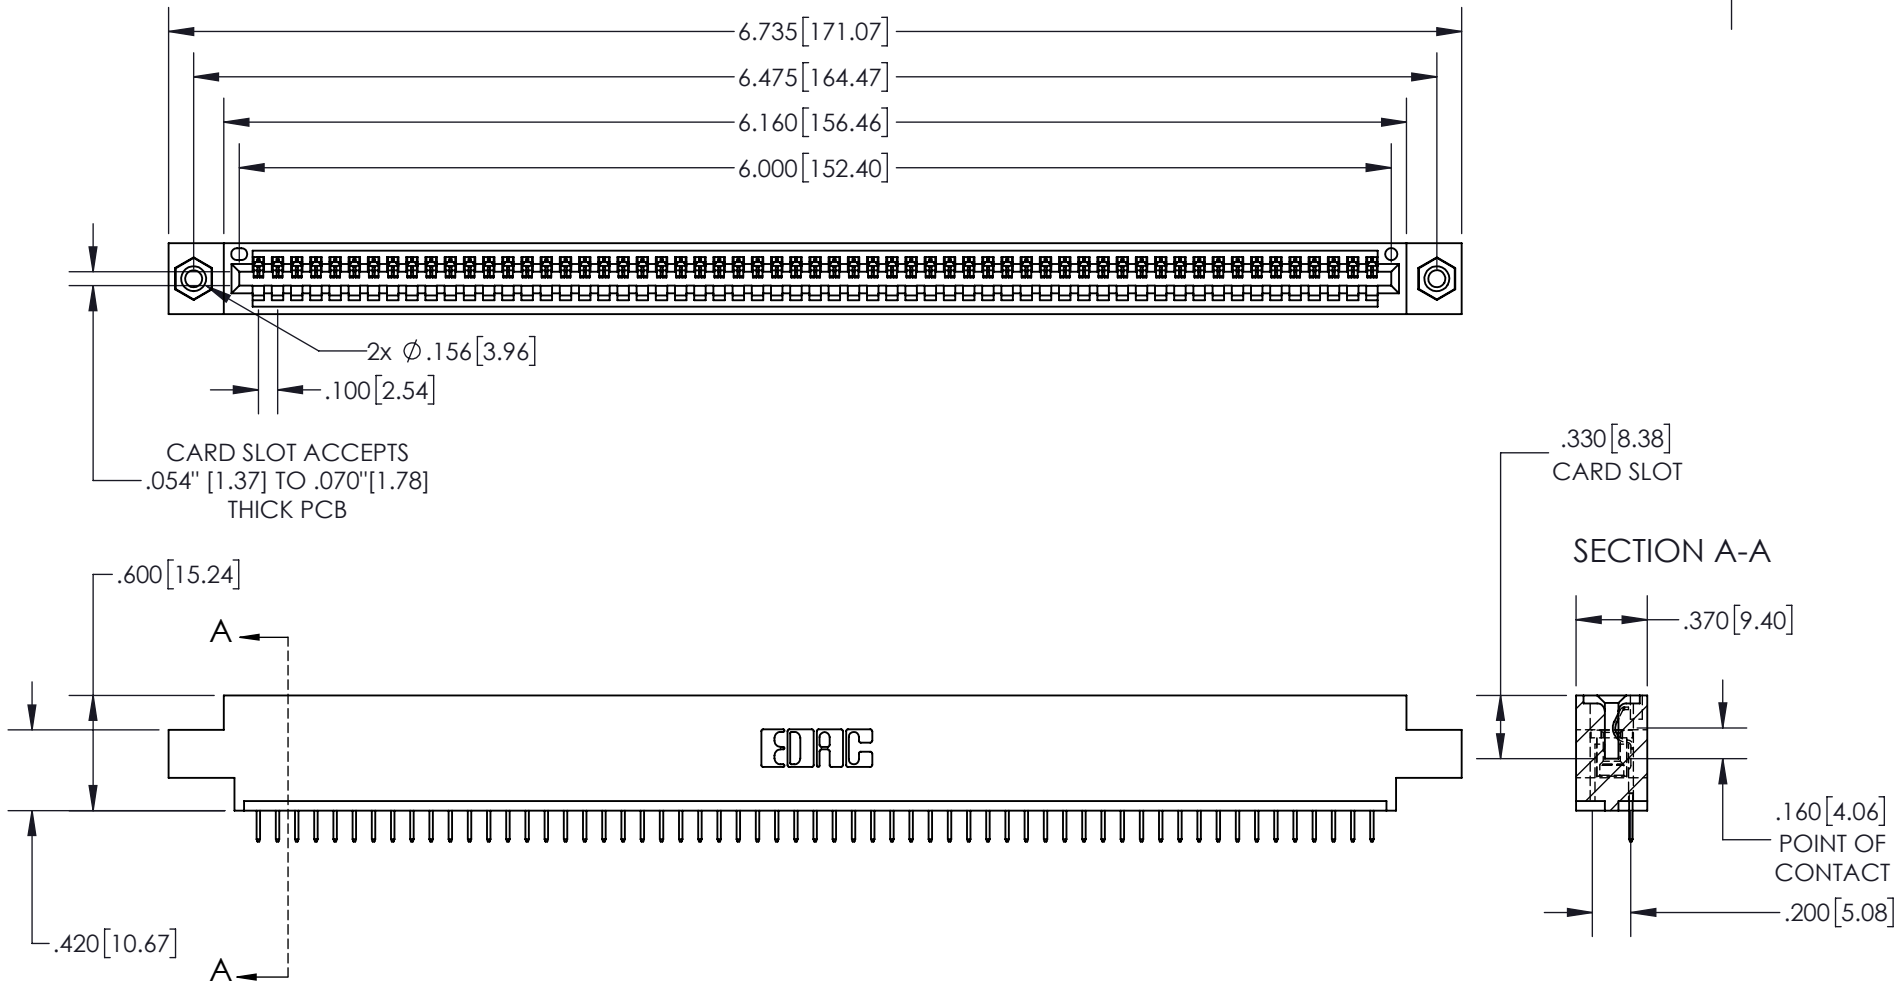 6.735[171.07]
6.475[164.47]
6.160[156.46]
6.000[152.40]
2x ∅.156[3.96]
.100[2.54]
CARD SLOT ACCEPTS
.054" [1.37] TO .070"[1.78]
THICK PCB
.330[8.38]
CARD SLOT
SECTION A-A
.600[15.24]
.370[9.40]
A
EDAC
.160[4.06]
POINT OF
CONTACT
.200[5.08]
.420[10.67]
A